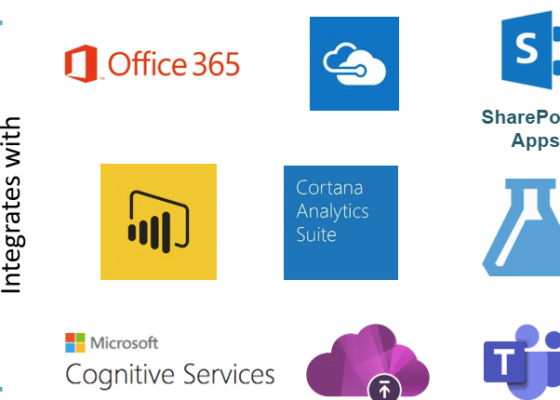 Integrates with
Office 365
S
SharePo
Apps
Cortana
Analytics
Suite
Microsoft
Cognitive Services
T